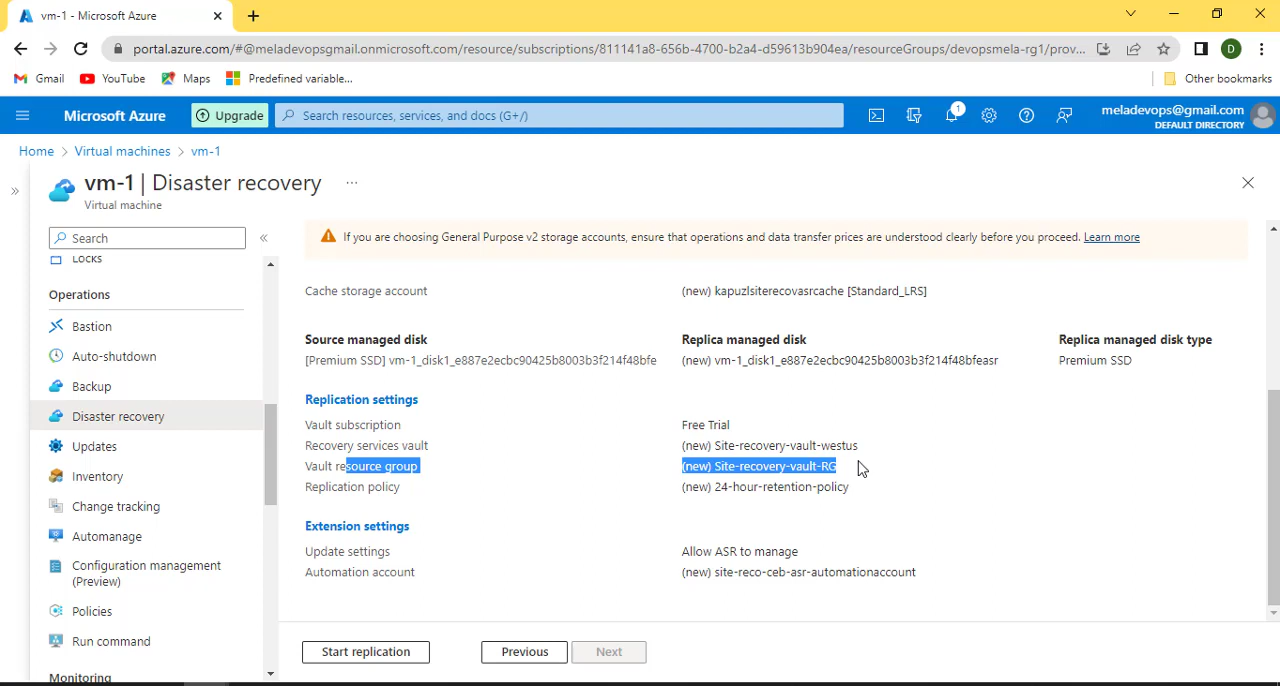 vm-1 - Microsoft Azure
portal.azure.com/#@meladevopsgmail.onmicrosoft.com/resource/subscriptions/811141a8-656b-4700-b2a4-d59613b904ea/resourceGroups/devopsmela-rg1/prov...
D
Gmail YouTube Maps Predefined variable... Other bookmarks
Microsoft Azure Upgrade Search resources, services, and docs (G+/) 1 meladevops@gmail.com
DEFAULT DIRECTORY
Home > Virtual machines > vm-1
vm-1 | Disaster recovery ...
Virtual machine
Search
Locks
Operations
Bastion
Auto-shutdown
Backup
Disaster recovery
Updates
Inventory
Change tracking
Automanage
Configuration management
(Preview)
Policies
Run command
Monitoring
If you are choosing General Purpose v2 storage accounts, ensure that operations and data transfer prices are understood clearly before you proceed. Learn more
Cache storage account (new) kapuzlsiterecovasrcache [Standard_LRS]
Source managed disk Replica managed disk Replica managed disk type
[Premium SSD] vm-1_disk1_e887e2ecbc90425b8003b3f214f48bfe (new) vm-1_disk1_e887e2ecbc90425b8003b3f214f48bfeasr Premium SSD
Replication settings
Vault subscription Free Trial
Recovery services vault (new) Site-recovery-vault-westus
Vault resource group (new) Site-recovery-vault-RG
Replication policy (new) 24-hour-retention-policy
Extension settings
Update settings Allow ASR to manage
Automation account (new) site-reco-ceb-asr-automationaccount
Start replication Previous Next